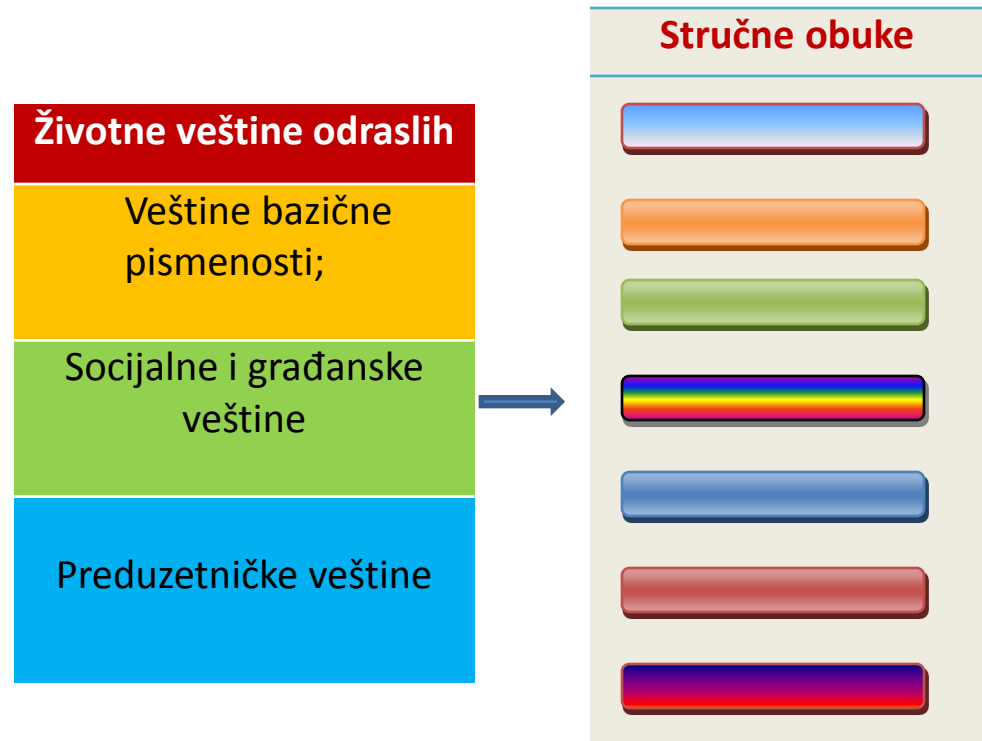 Stručne obuke
Životne veštine odraslih
Veštine bazične
pismenosti;
Socijalne i građanske
veštine
Preduzetničke veštine